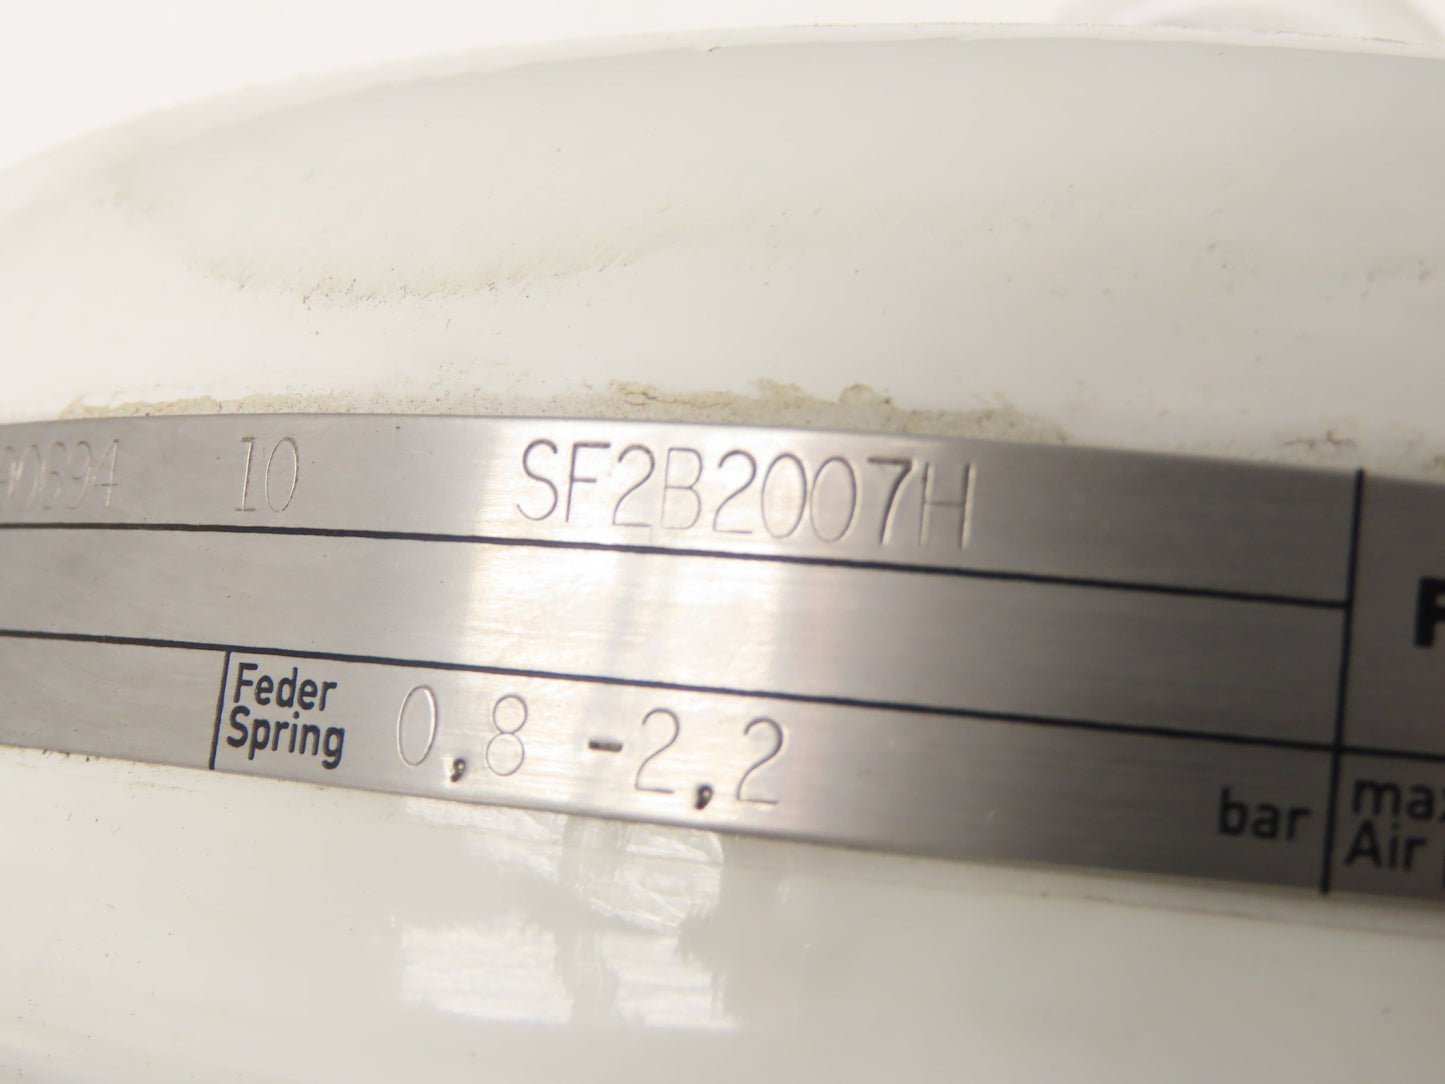 10 SF2B2007H
Feder
Spring 0,8 -2,2 bar
Air